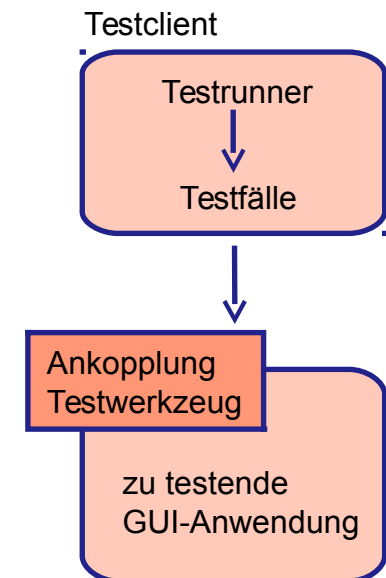 Testclient
Testrunner
Testfälle
Ankopplung
Testwerkzeug
zu testende
GUI-Anwendung